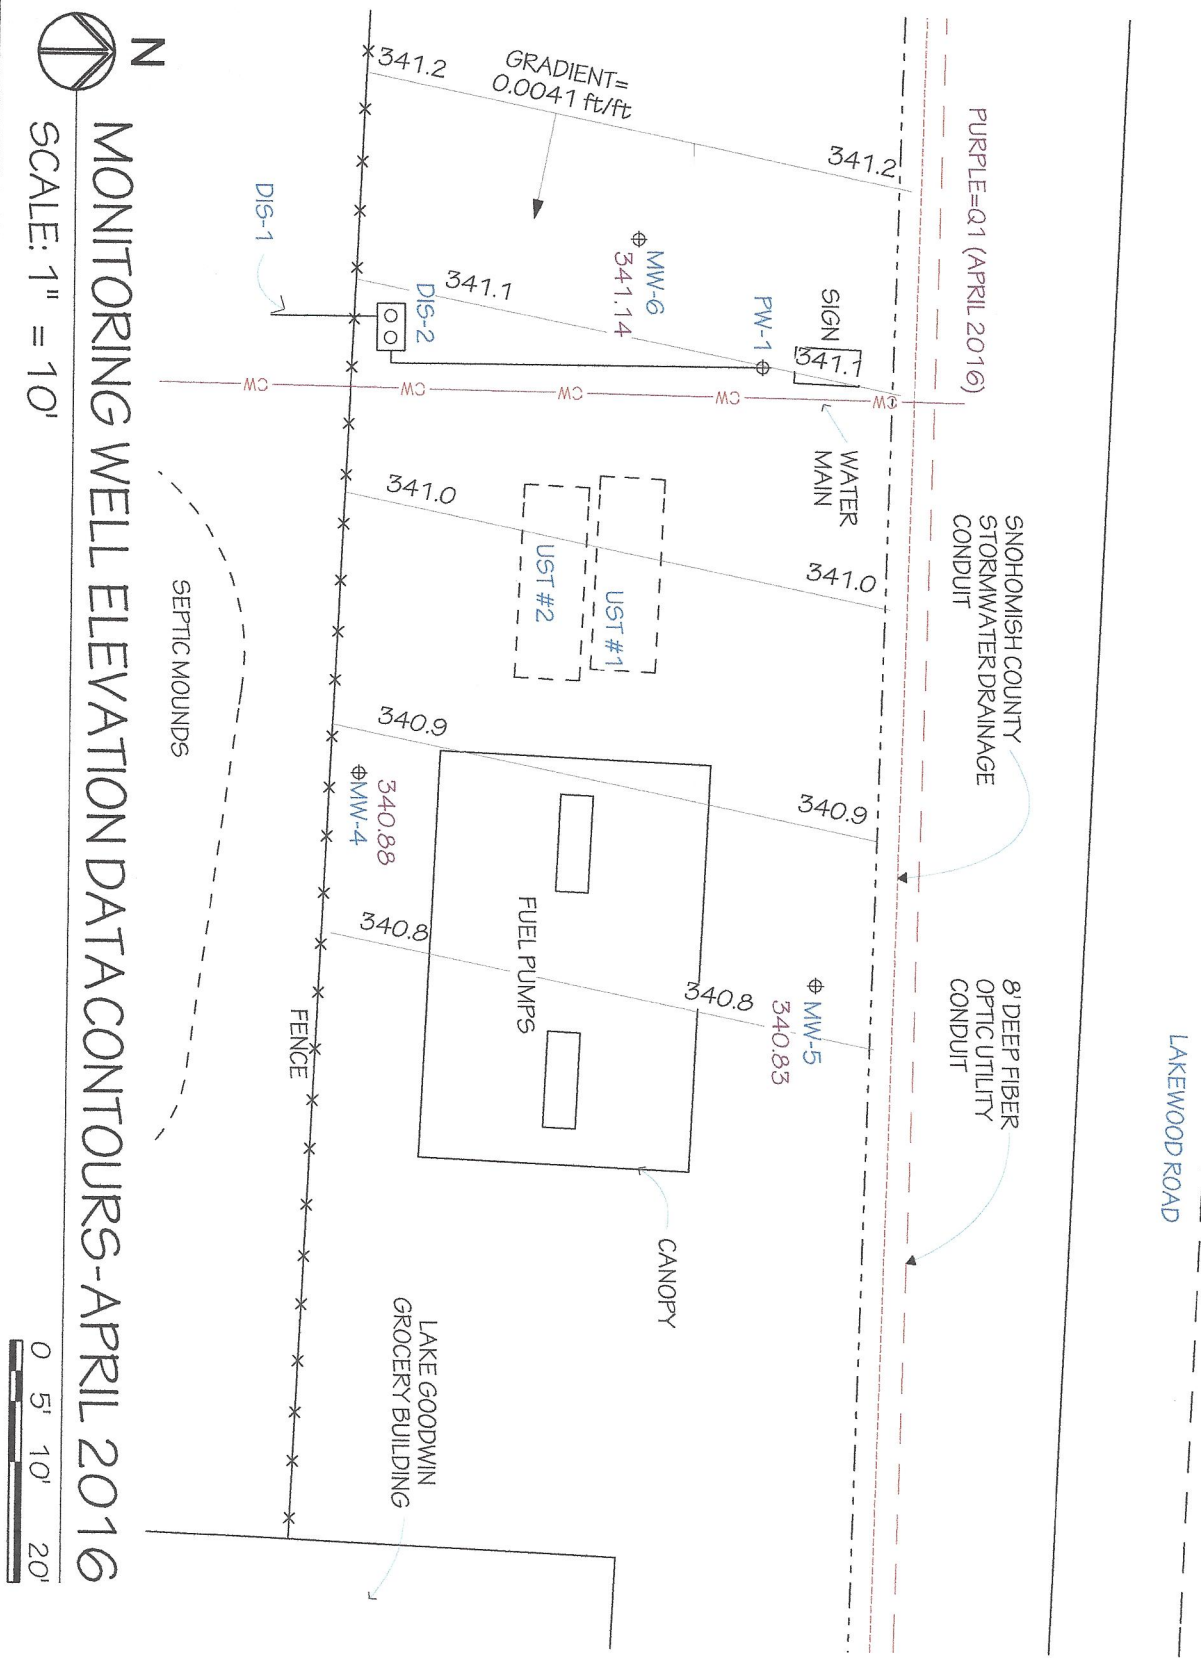 LAKEWOOD ROAD
PURPLE=Q1 (APRIL 2016)
SNOHOMISH COUNTY
STORMWATER DRAINAGE
CONDUIT
8' DEEP FIBER
OPTIC UTILITY
CONDUIT
341.2
341.2
GRADIENT=
0.0041 ft/ft
MW-6
341.14
SIGN
341.1
341.1
PW-1
DIS-1
DIS-2
CW
CW
CW
CW
CW
WATER
MAIN
341.0
341.0
UST #1
UST #2
340.9
340.9
340.88
MW-4
340.8
340.8
MW-5
340.83
FUEL PUMPS
CANOPY
FENCE
SEPTIC MOUNDS
LAKE GOODWIN
GROCERY BUILDING
N
MONITORING WELL ELEVATION DATA CONTOURS-APRIL 2016
SCALE: 1" = 10'
0 5' 10' 20'